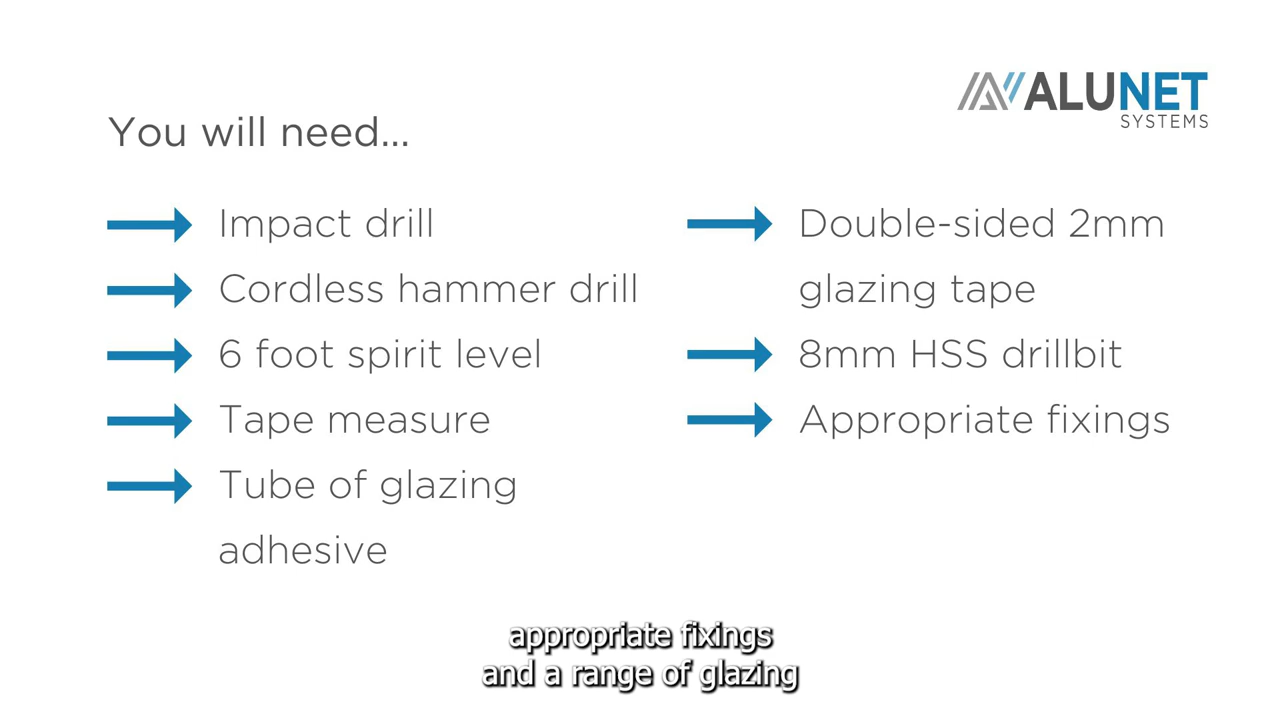 ALUNET
SYSTEMS
You will need...
Impact drill
Cordless hammer drill
6 foot spirit level
Tape measure
Tube of glazing
adhesive
Double-sided 2mm
glazing tape
8mm HSS drillbit
Appropriate fixings
appropriate fixings
and a range of glazing